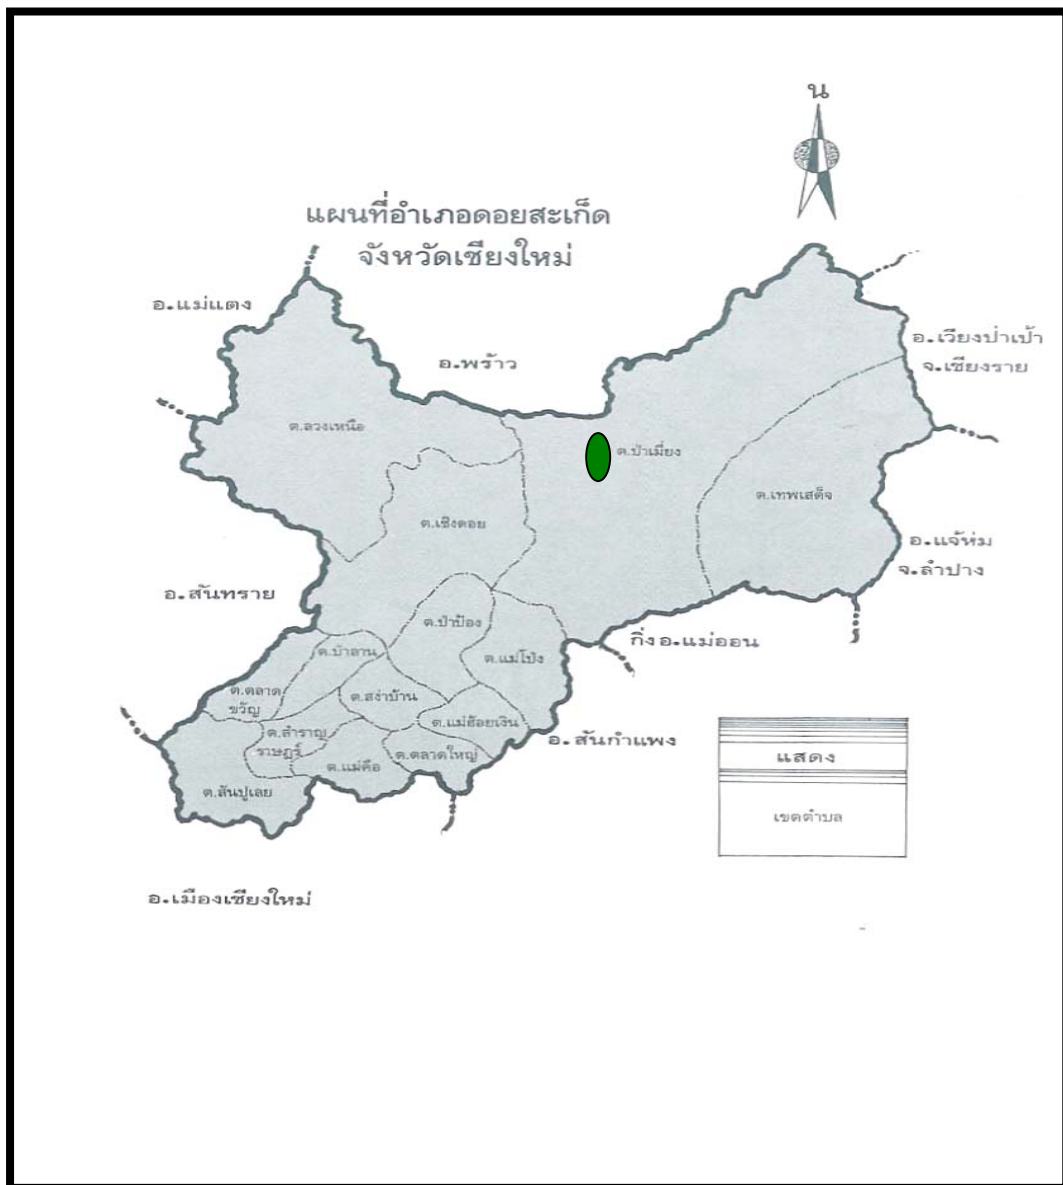 น
แผนที่อำเภอดอยสะเก็ด
จังหวัดเชียงใหม่
อ.แม่แตง
อ.พร้าว
อ.เวียงป่าเป้า
จ.เชียงราย
ต.ลวงเหนือ
ต.ป่าเมี่ยง
ต.เทพเสด็จ
ต.เชิงดอย
อ.แจ้ห่ม
จ.ลำปาง
อ.สันทราย
ต.ป่าป้อง
กิ่งอ.แม่ออน
ต.ป่าลาน
ต.แม่โป่ง
ต.ตลาด
ขวัญ
ต.สง่าบ้าน
ต.แม่ฮ้อยเงิน
ต.สำราญ
ราษฎร์
อ.สันกำแพง
ต.ตลาดใหญ่
ต.แม่คือ
ต.สันปูเลย
แสดง
เขตตำบล
อ.เมืองเชียงใหม่